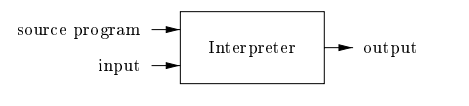 source program
Interpreter
output
input